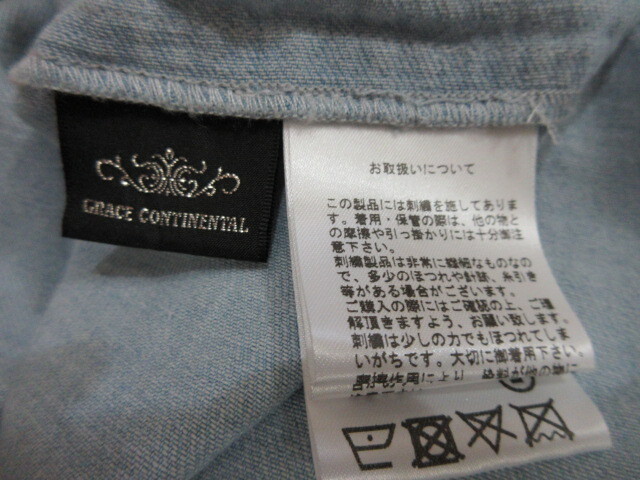 GRACE CONTINENTAL
お取扱いについて
この製品には刺繍を施してありま
す。着用・保管の際は、他の物と
の摩擦や引っ掛かりには十分御注
意下さい。
刺繍製品は非常に繊細なものなの
で、多少のほつれや針跡、糸引き
等がある場合がございます。
ご購入の際にはご確認の上、ご理
解頂きますよう、お願い致します。
刺繍は少しの力でもほつれてしま
いがちです。大切に御着用下さい。